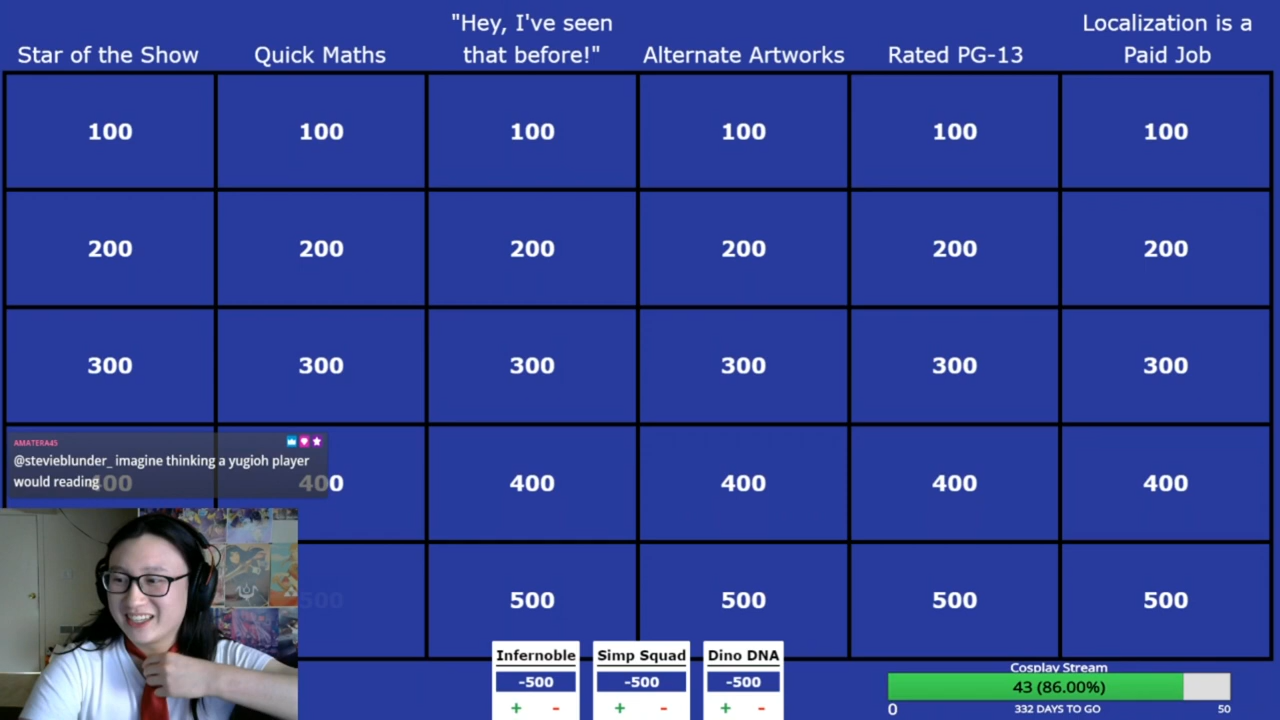 Star of the Show
Quick Maths
"Hey, I've seen
that before!"
Alternate Artworks
Rated PG-13
Localization is a
Paid Job
100 100 100 100 100 100
200 200 200 200 200 200
300 300 300 300 300 300
AMATERA45
@stevieblunder_ imagine thinking a yugioh player
would reading
400 400 400 400 400 400
500 500 500 500 500
Infernoble Simp Squad Dino DNA
-500 -500 -500
+ - + - + -
Cosplay Stream
43 (86.00%)
0 332 DAYS TO GO 50